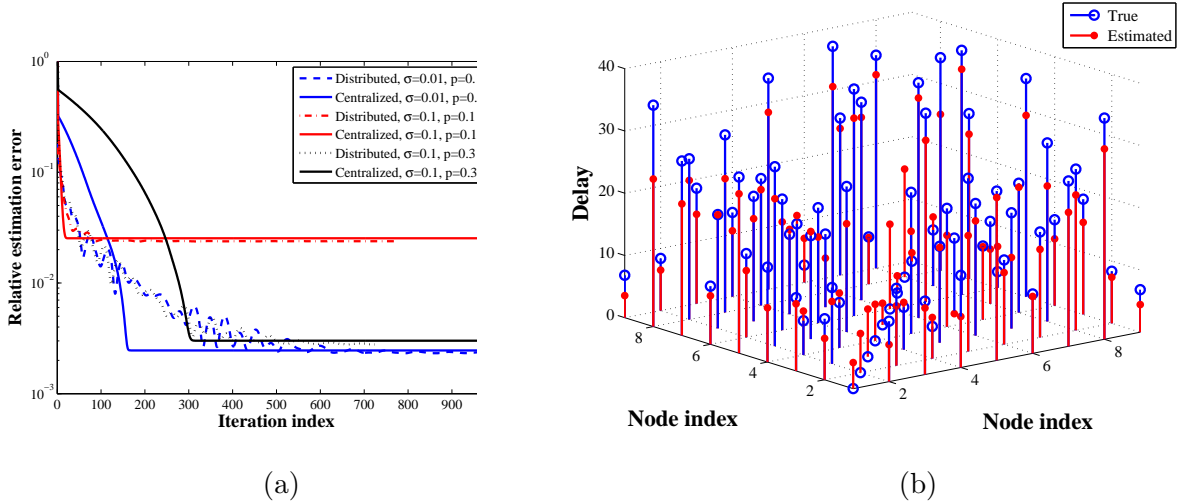 10⁰
10⁻¹
10⁻²
10⁻³
Relative estimation error
0 100 200 300 400 500 600 700 800 900
Iteration index
Distributed, σ=0.01, p=0.
Centralized, σ=0.01, p=0.
Distributed, σ=0.1, p=0.1
Centralized, σ=0.1, p=0.1
Distributed, σ=0.1, p=0.3
Centralized, σ=0.1, p=0.3
(a)
True
Estimated
40
30
20
10
0
Delay
8 6 4 2
Node index
2 4 6 8
Node index
(b)